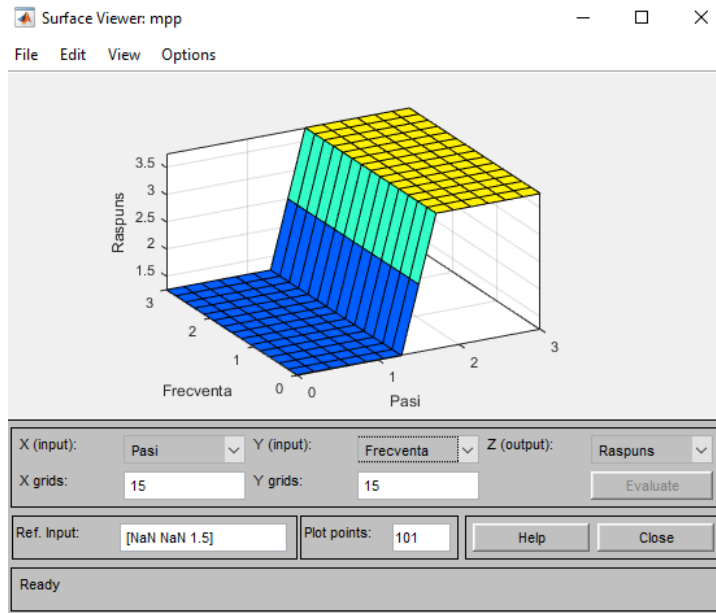 Surface Viewer: mpp
File Edit View Options
3.5
3
2.5
2
1.5
Raspuns
3
2
1
0
Frecventa
0
1
2
3
Pasi
X (input): Pasi Y (input): Frecventa Z (output): Raspuns
X grids: 15 Y grids: 15 Evaluate
Ref. Input: [NaN NaN 1.5] Plot points: 101 Help Close
Ready